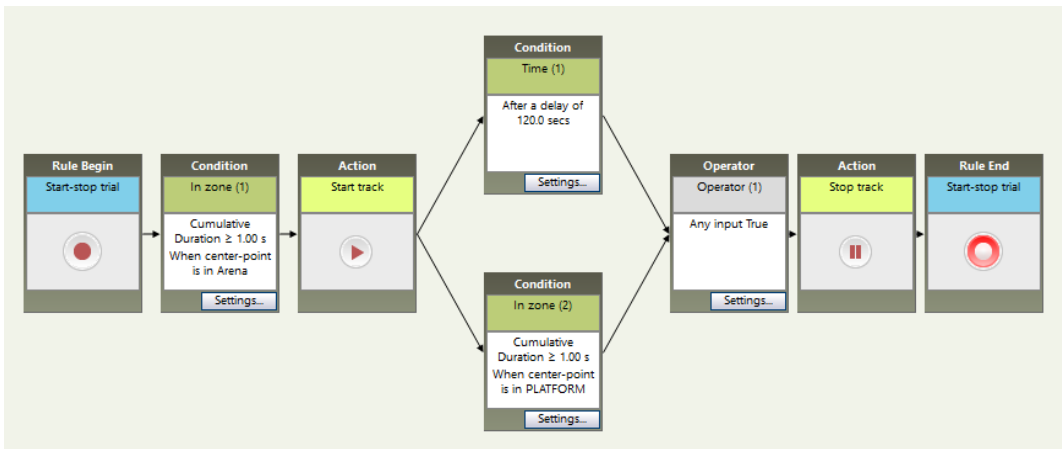 Rule Begin
Start-stop trial
Condition
In zone (1)
Cumulative
Duration ≥ 1.00 s
When center-point
is in Arena
Settings...
Action
Start track
Condition
Time (1)
After a delay of
120.0 secs
Settings...
Condition
In zone (2)
Cumulative
Duration ≥ 1.00 s
When center-point
is in PLATFORM
Settings...
Operator
Operator (1)
Any input True
Settings...
Action
Stop track
Rule End
Start-stop trial